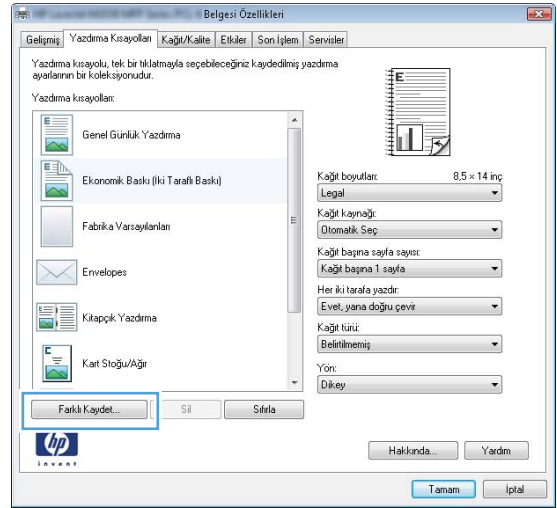 Belgesi Özellikleri
Gelişmiş Yazdırma Kısayolları Kağıt/Kalite Etkiler Son İşlem Servisler
Yazdırma kısayolu, tek bir tıklatmayla seçebileceğiniz kaydedilmiş yazdırma
ayarlarının bir koleksiyonudur.
Yazdırma kısayolları:
Genel Günlük Yazdırma
Ekonomik Baskı (İki Taraflı Baskı)
Fabrika Varsayılanları
Envelopes
Kitapçık Yazdırma
Kart Stoğu/Ağır
Farklı Kaydet... Sil Sıfırla
Kağıt boyutları: 8,5 × 14 inç
Legal
Kağıt kaynağı:
Otomatik Seç
Kağıt başına sayfa sayısı:
Kağıt başına 1 sayfa
Her iki tarafa yazdır:
Evet, yana doğru çevir
Kağıt türü:
Belirtilmemiş
Yön:
Dikey
hp
invent
Hakkında... Yardım
Tamam İptal